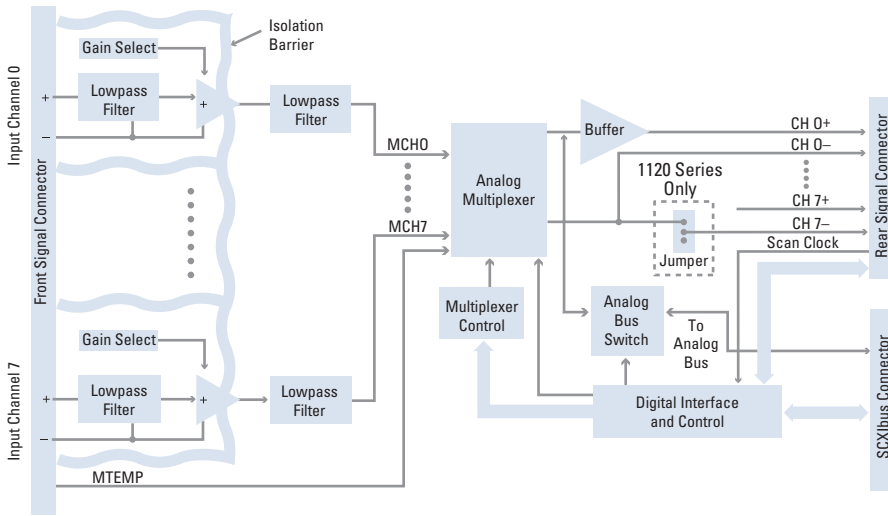 Isolation
Barrier
Gain Select
Input Channel 0
+
Lowpass
Filter
+
−
Lowpass
Filter
MCH0
Front Signal Connector
MCH7
Analog
Multiplexer
Buffer
CH 0+
CH 0−
1120 Series
Only
CH 7+
CH 7−
Jumper
Scan Clock
Rear Signal Connector
Multiplexer
Control
Analog
Bus
Switch
To
Analog
Bus
Digital Interface
and Control
SCXIbus Connector
Gain Select
Input Channel 7
+
Lowpass
Filter
+
−
Lowpass
Filter
MTEMP